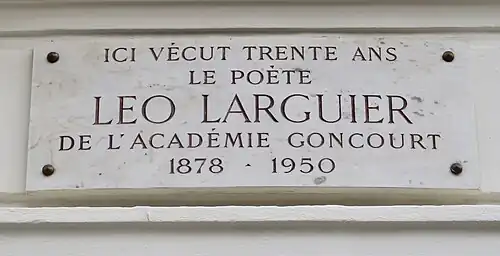 ICI VÉCUT TRENTE ANS
LE POÈTE
LEO LARGUIER
DE L'ACADÉMIE GONCOURT
1878 - 1950